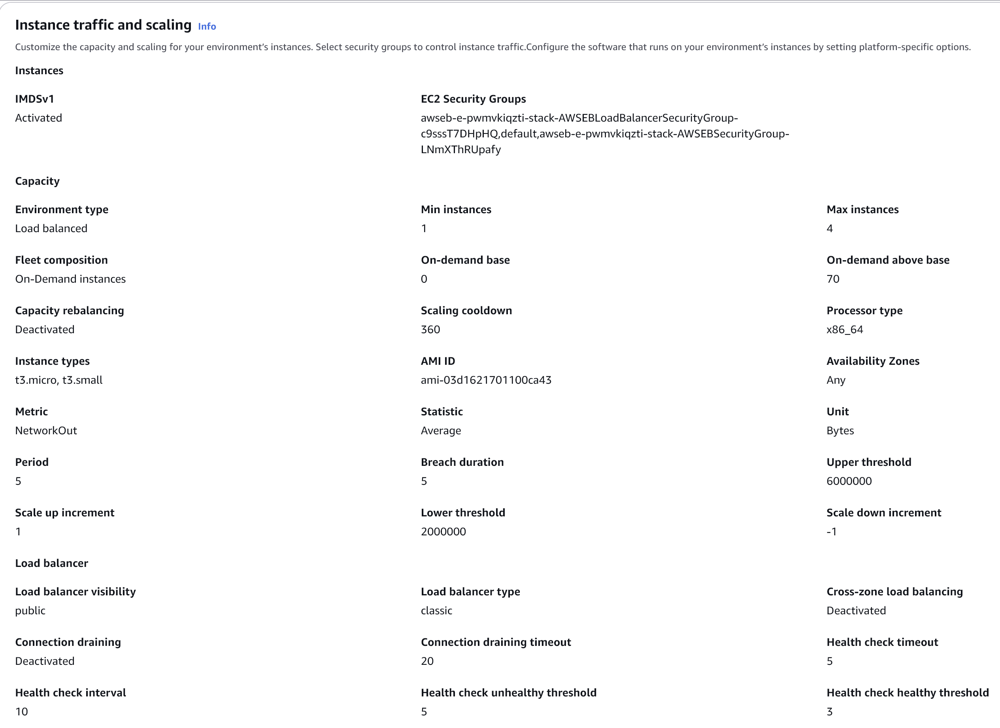 Instance traffic and scaling Info
Customize the capacity and scaling for your environment’s instances. Select security groups to control instance traffic.Configure the software that runs on your environment’s instances by setting platform-specific options.
Instances
IMDSv1
Activated
EC2 Security Groups
awseb-e-pwmvkiqzti-stack-AWSEBLoadBalancerSecurityGroup-
c9sssT7DHpHQ,default,awseb-e-pwmvkiqzti-stack-AWSEBSecurityGroup-
LNmXThRUpafy
Capacity
Environment type
Load balanced
Min instances
1
Max instances
4
Fleet composition
On-Demand instances
On-demand base
0
On-demand above base
70
Capacity rebalancing
Deactivated
Scaling cooldown
360
Processor type
x86_64
Instance types
t3.micro, t3.small
AMI ID
ami-03d1621701100ca43
Availability Zones
Any
Metric
NetworkOut
Statistic
Average
Unit
Bytes
Period
5
Breach duration
5
Upper threshold
6000000
Scale up increment
1
Lower threshold
2000000
Scale down increment
-1
Load balancer
Load balancer visibility
public
Load balancer type
classic
Cross-zone load balancing
Deactivated
Connection draining
Deactivated
Connection draining timeout
20
Health check timeout
5
Health check interval
10
Health check unhealthy threshold
5
Health check healthy threshold
3